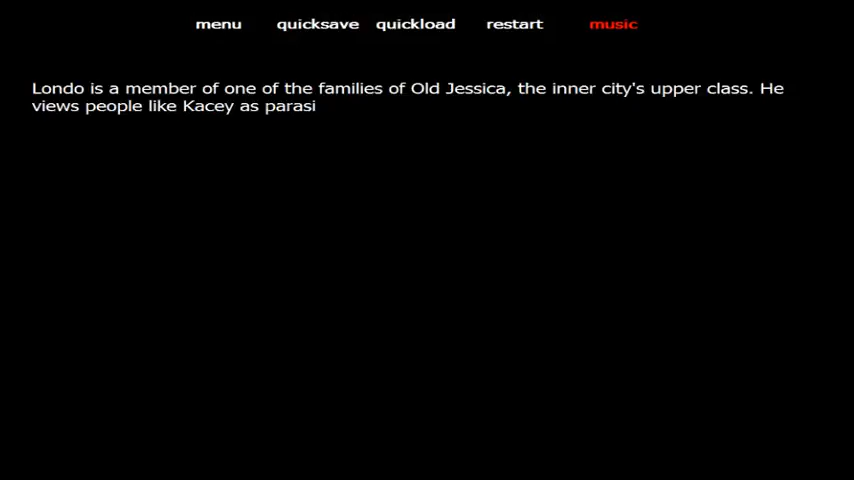 menu quicksave quickload restart music
Londo is a member of one of the families of Old Jessica, the inner city's upper class. He
views people like Kacey as parasi